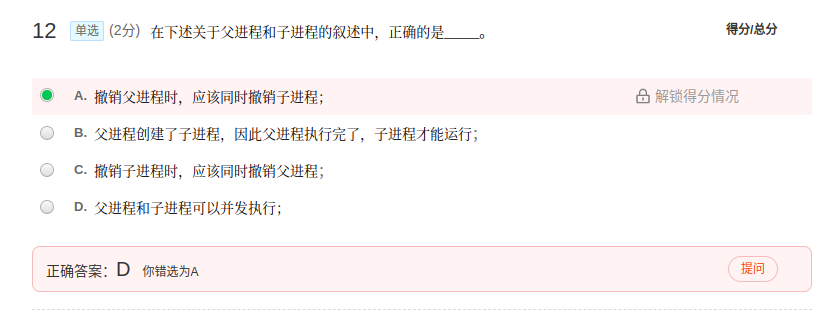 12 单选 (2分) 在下述关于父进程和子进程的叙述中，正确的是_____。 得分/总分
A. 撤销父进程时，应该同时撤销子进程； 解锁得分情况
B. 父进程创建了子进程，因此父进程执行完了，子进程才能运行；
C. 撤销子进程时，应该同时撤销父进程；
D. 父进程和子进程可以并发执行；
正确答案：D 你错选为A 提问